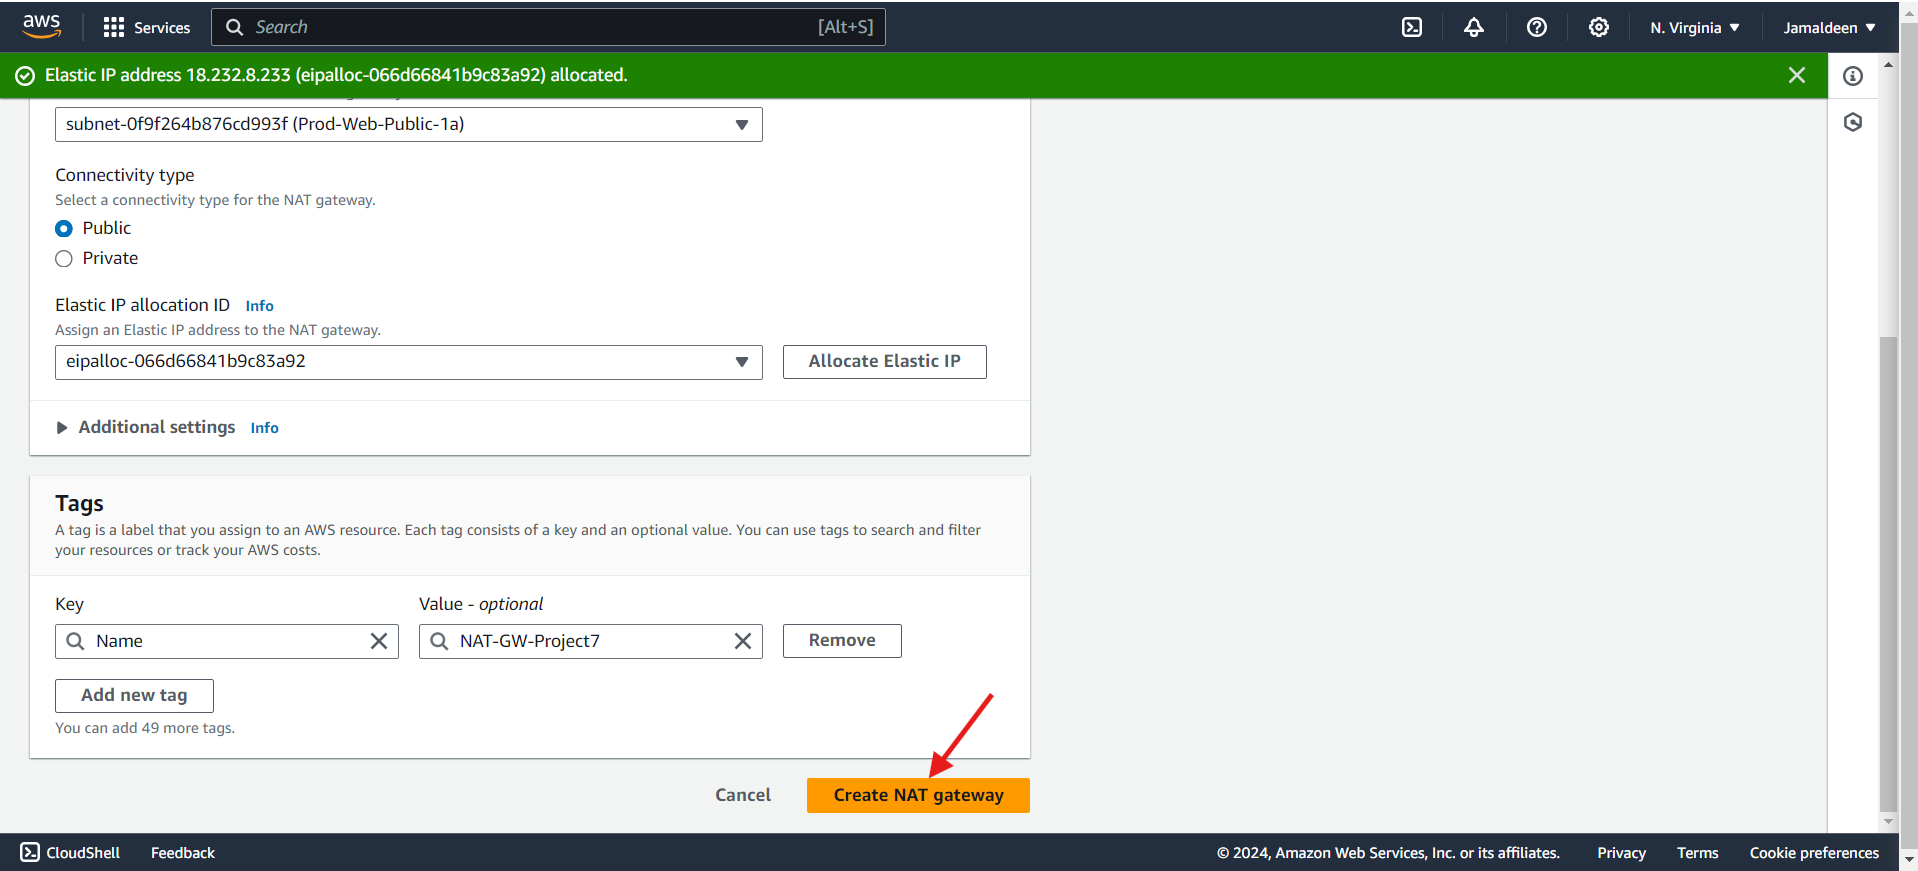 aws
Services
Search [Alt+S]
N. Virginia
Jamaldeen
Elastic IP address 18.232.8.233 (eipalloc-066d66841b9c83a92) allocated.
subnet-0f9f264b876cd993f (Prod-Web-Public-1a)
Connectivity type
Select a connectivity type for the NAT gateway.
Public
Private
Elastic IP allocation ID Info
Assign an Elastic IP address to the NAT gateway.
eipalloc-066d66841b9c83a92
Allocate Elastic IP
Additional settings Info
Tags
A tag is a label that you assign to an AWS resource. Each tag consists of a key and an optional value. You can use tags to search and filter
your resources or track your AWS costs.
Key
Value - optional
Name
NAT-GW-Project7
Remove
Add new tag
You can add 49 more tags.
Cancel
Create NAT gateway
CloudShell
Feedback
© 2024, Amazon Web Services, Inc. or its affiliates.
Privacy
Terms
Cookie preferences